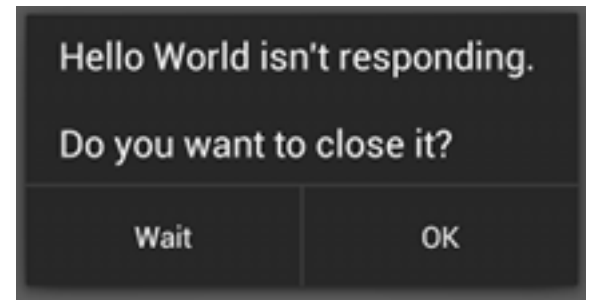 Hello World isn't responding.
Do you want to close it?
Wait
OK